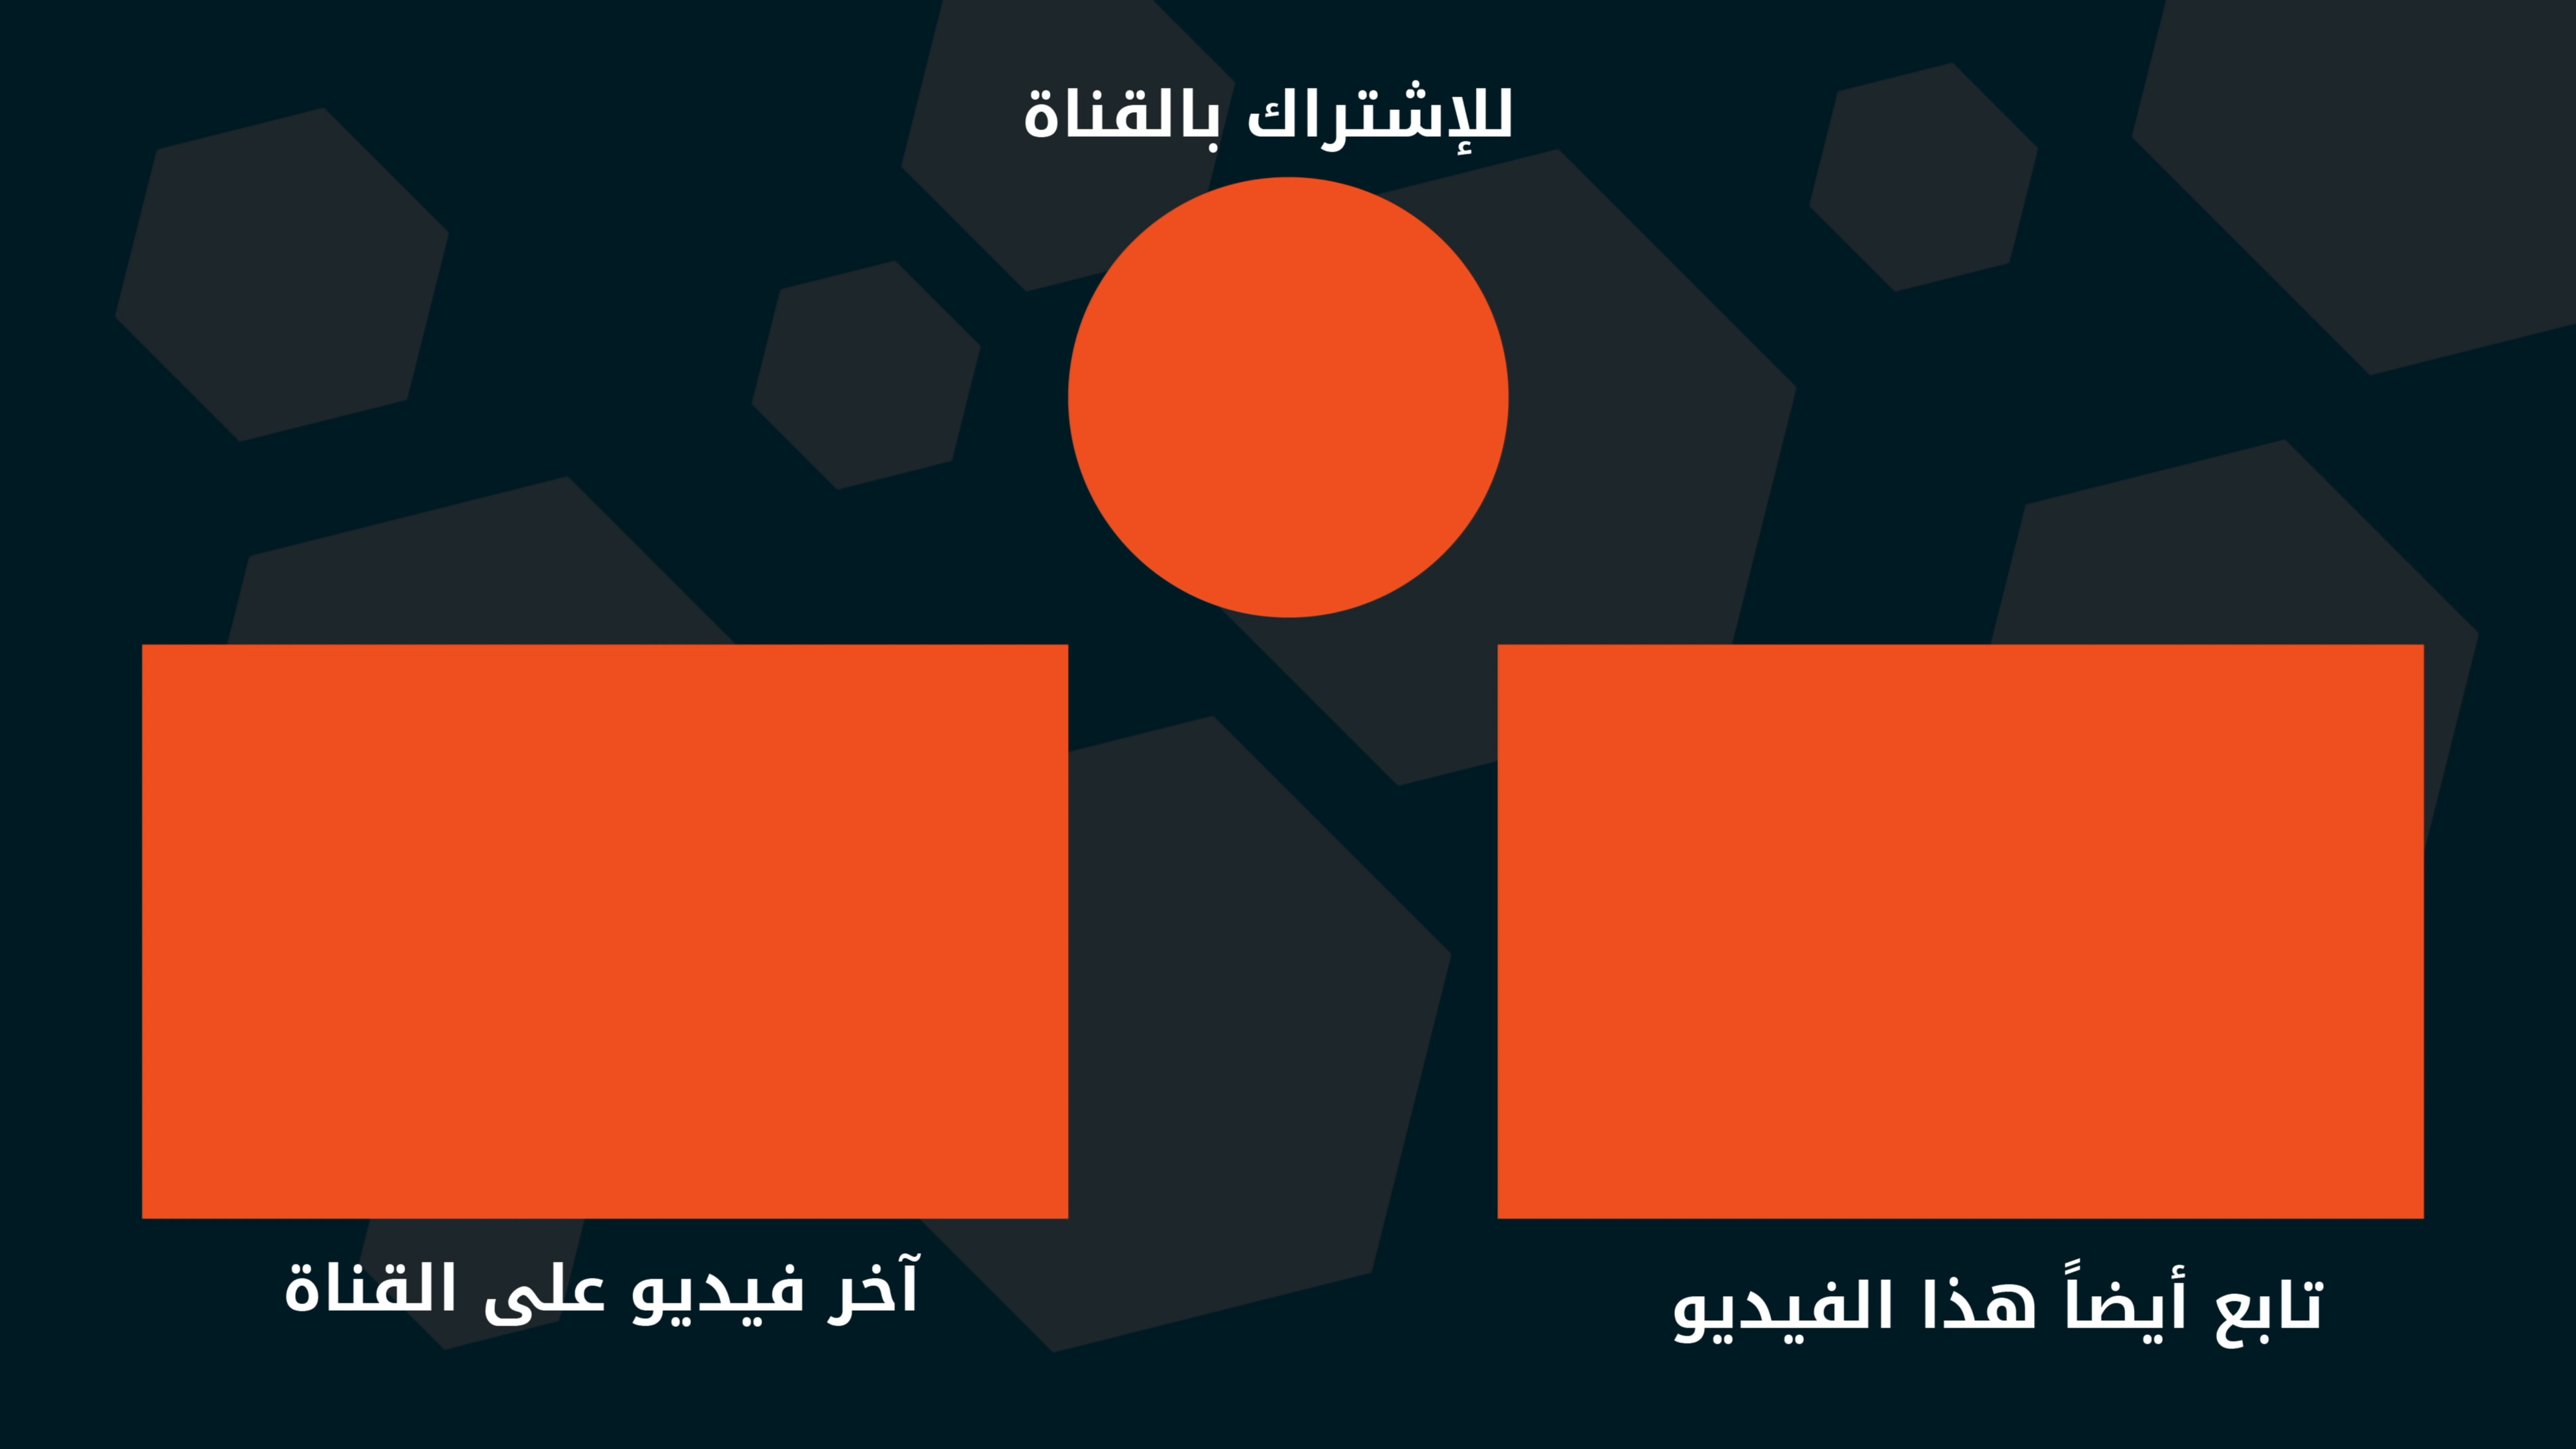 للإشتراك بالقناة
تابع أيضاً هذا الفيديو
آخر فيديو على القناة